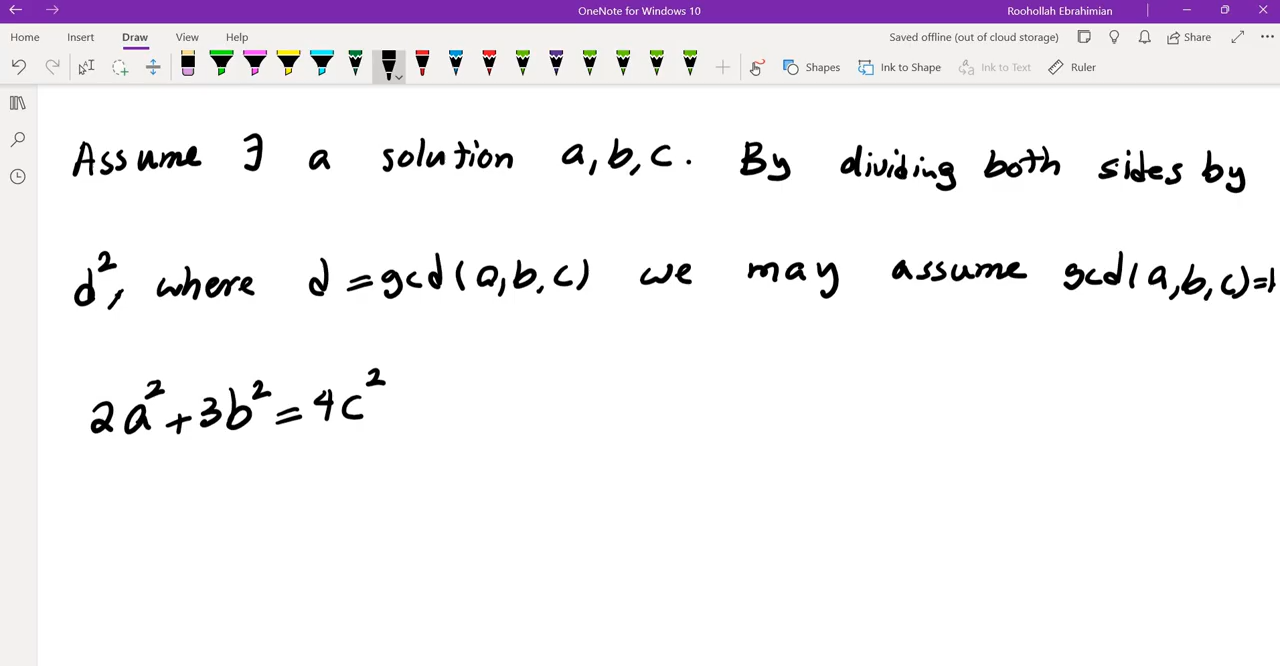 OneNote for Windows 10
Roohollah Ebrahimian
Home Insert Draw View Help
Saved offline (out of cloud storage)
Share
Shapes
Ink to Shape
Ink to Text
Ruler
Assume ∃ a solution a, b, c. By dividing both sides by
d², where d = gcd(a, b, c) we may assume gcd(a, b, c)=1
2a² + 3b² = 4c²